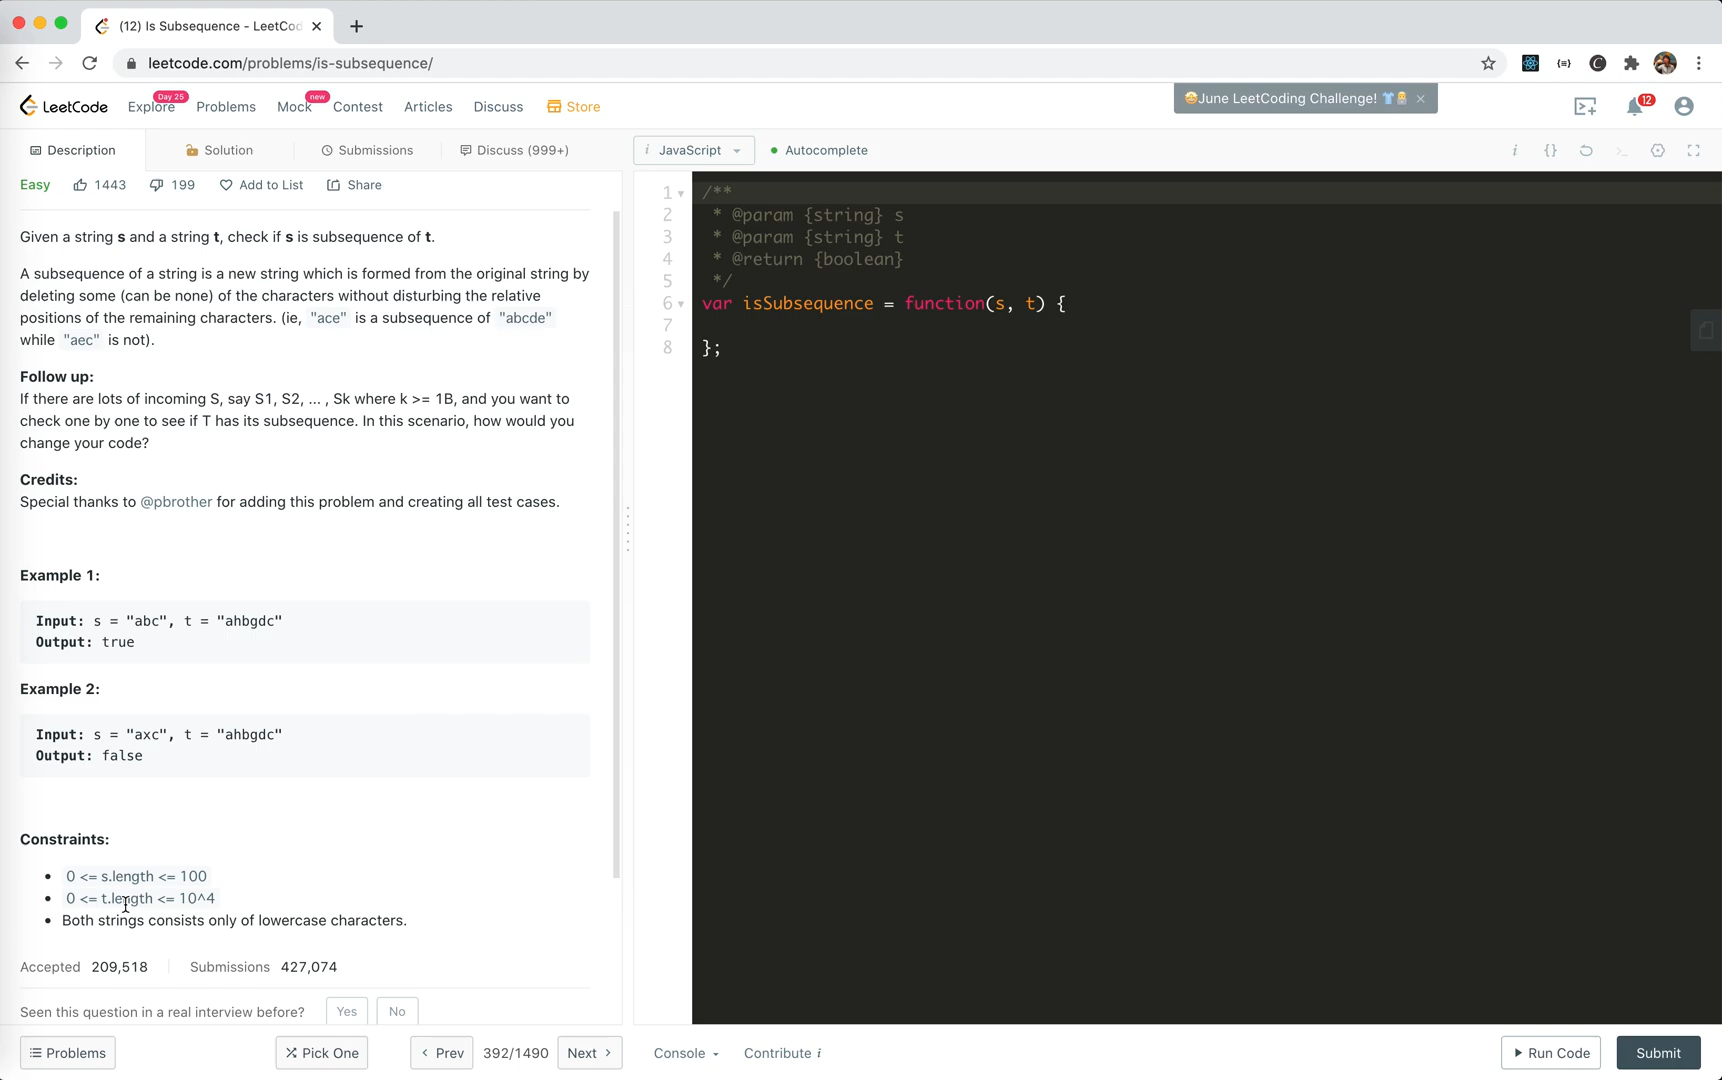 (12) Is Subsequence - LeetCod
leetcode.com/problems/is-subsequence/
LeetCode
Explore
Day 25
Problems
Mock
new
Contest
Articles
Discuss
Store
🤩June LeetCoding Challenge! 👕
12
Description
Solution
Submissions
Discuss (999+)
i JavaScript
Autocomplete
i
{}
Easy
1443
199
Add to List
Share
Given a string s and a string t, check if s is subsequence of t.
A subsequence of a string is a new string which is formed from the original string by
deleting some (can be none) of the characters without disturbing the relative
positions of the remaining characters. (ie, "ace" is a subsequence of "abcde"
while "aec" is not).
Follow up:
If there are lots of incoming S, say S1, S2, ... , Sk where k >= 1B, and you want to
check one by one to see if T has its subsequence. In this scenario, how would you
change your code?
Credits:
Special thanks to @pbrother for adding this problem and creating all test cases.
Example 1:
Input: s = "abc", t = "ahbgdc"
Output: true
Example 2:
Input: s = "axc", t = "ahbgdc"
Output: false
Constraints:
• 0 <= s.length <= 100
• 0 <= t.length <= 10^4
• Both strings consists only of lowercase characters.
Accepted 209,518
Submissions 427,074
Seen this question in a real interview before?
Yes
No
1 /**
2 * @param {string} s
3 * @param {string} t
4 * @return {boolean}
5 */
6 var isSubsequence = function(s, t) {
7
8 };
Problems
Pick One
Prev
392/1490
Next
Console
Contribute i
Run Code
Submit